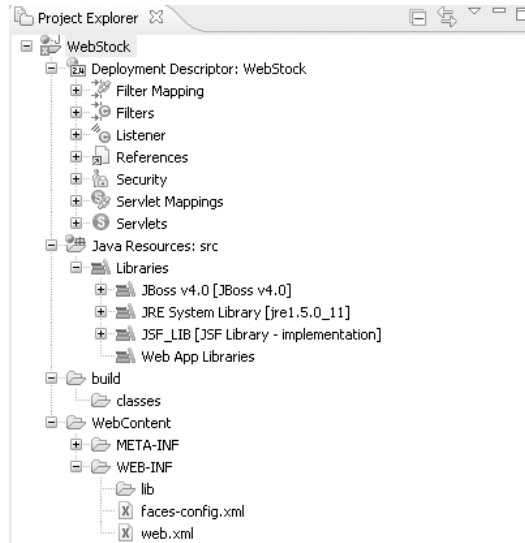 Project Explorer
WebStock
2.4 Deployment Descriptor: WebStock
Filter Mapping
Filters
Listener
References
Security
Servlet Mappings
Servlets
Java Resources: src
Libraries
JBoss v4.0 [JBoss v4.0]
JRE System Library [jre1.5.0_11]
JSF_LIB [JSF Library - implementation]
Web App Libraries
build
classes
WebContent
META-INF
WEB-INF
lib
faces-config.xml
web.xml